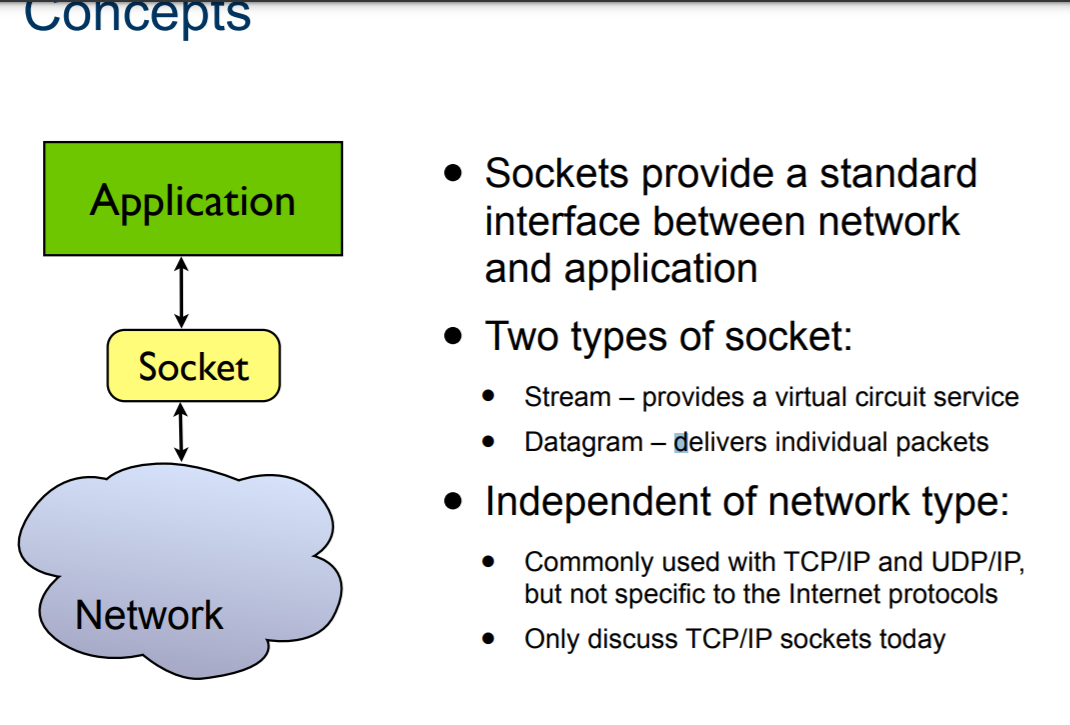 Concepts
Application
Socket
Network
• Sockets provide a standard
interface between network
and application
• Two types of socket:
• Stream – provides a virtual circuit service
• Datagram – delivers individual packets
• Independent of network type:
• Commonly used with TCP/IP and UDP/IP,
but not specific to the Internet protocols
• Only discuss TCP/IP sockets today